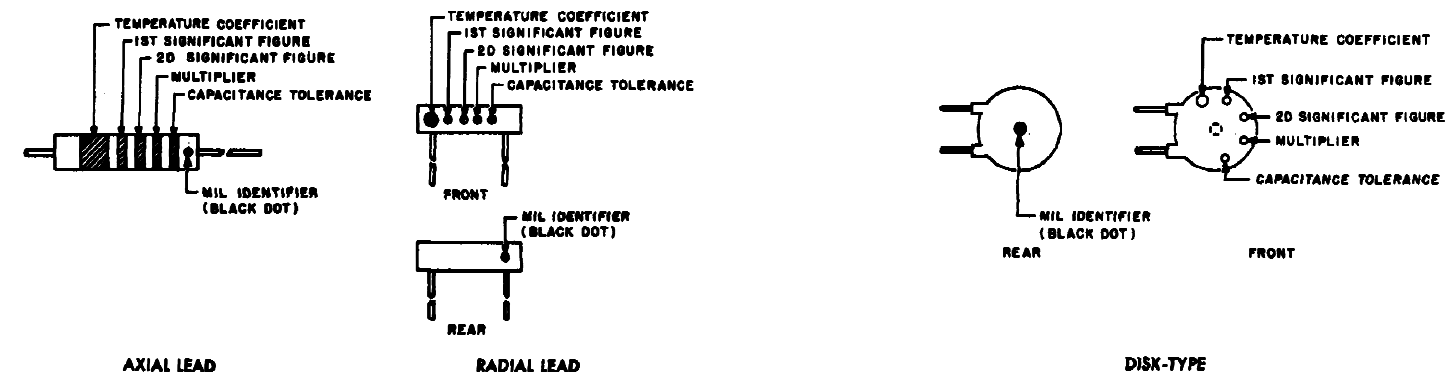 TEMPERATURE COEFFICIENT
1ST SIGNIFICANT FIGURE
2D SIGNIFICANT FIGURE
MULTIPLIER
CAPACITANCE TOLERANCE
MIL IDENTIFIER
(BLACK DOT)
AXIAL LEAD
TEMPERATURE COEFFICIENT
1ST SIGNIFICANT FIGURE
2D SIGNIFICANT FIGURE
MULTIPLIER
CAPACITANCE TOLERANCE
FRONT
MIL IDENTIFIER
(BLACK DOT)
REAR
RADIAL LEAD
MIL IDENTIFIER
(BLACK DOT)
REAR
TEMPERATURE COEFFICIENT
1ST SIGNIFICANT FIGURE
2D SIGNIFICANT FIGURE
MULTIPLIER
CAPACITANCE TOLERANCE
FRONT
DISK-TYPE